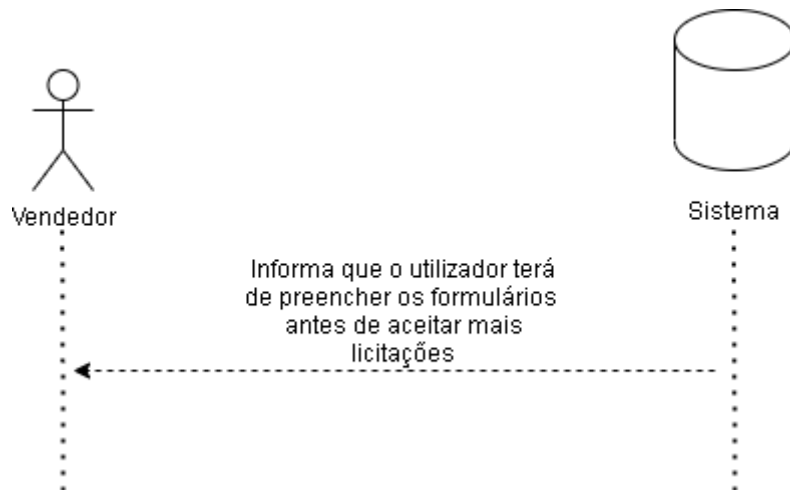 Vendedor
Sistema
Informa que o utilizador terá
de preencher os formulários
antes de aceitar mais
licitações